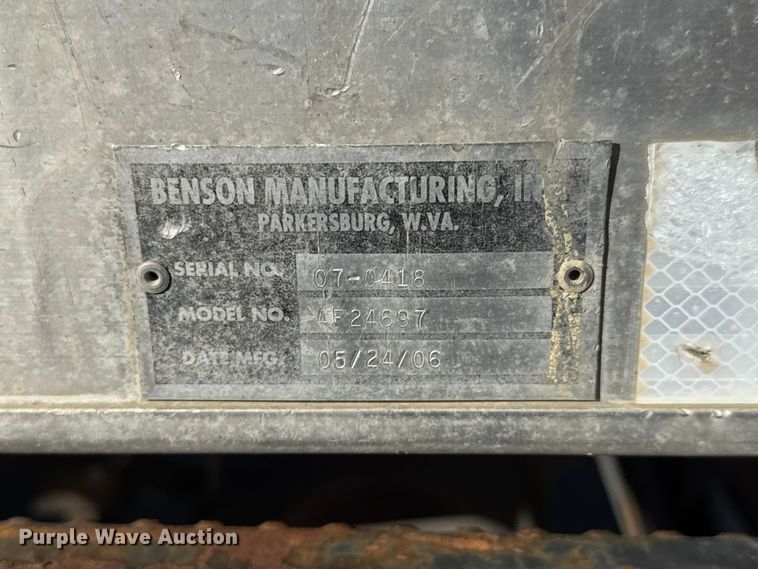 BENSON MANUFACTURING,
PARKERSBURG, W.VA.
SERIAL NO. 07-0418
MODEL NO. AF24697
DATE MFG. 05/24/06
Purple Wave Auction